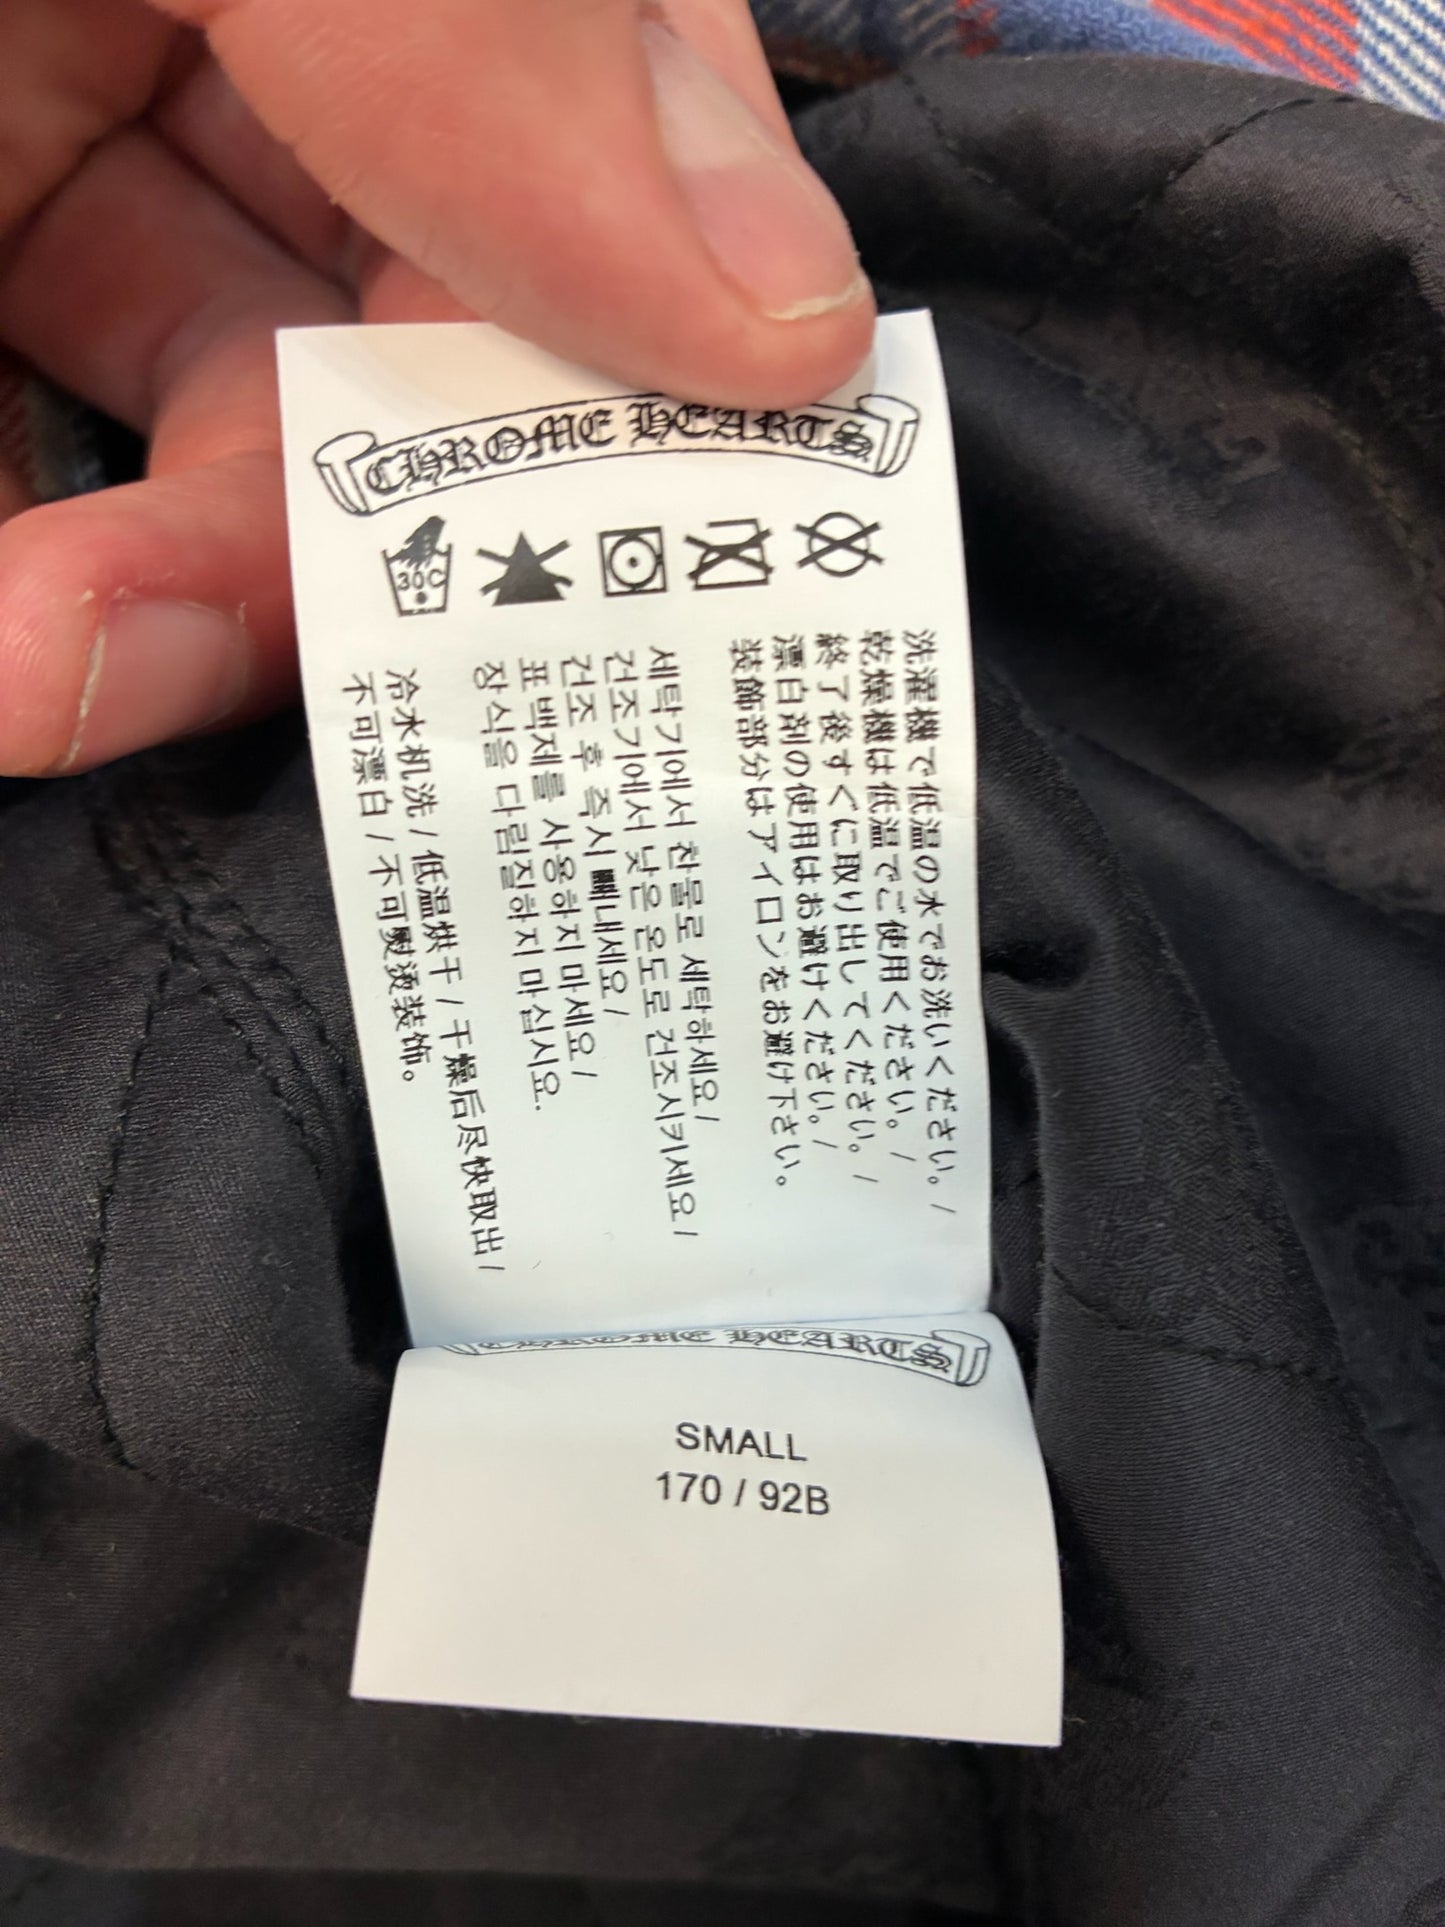 CHROME HEARTS
30C
洗濯機で低温の水でお洗いください。/
乾燥機は低温でご使用ください。/
終了後すぐに取り出してください。/
漂白剤の使用はお避けください。/
装飾部分はアイロンをお避け下さい。
세탁기에서 찬물로 세탁하세요/
건조기에서 낮은 온도로 건조시키세요/
건조 후 즉시 빼내세요/
표백제를 사용하지 마세요/
장식을 다림질하지 마십시요.
冷水机洗/低温烘干/干燥后尽快取出/
不可漂白/不可熨烫装饰。
CHROME HEARTS
SMALL
170 / 92B